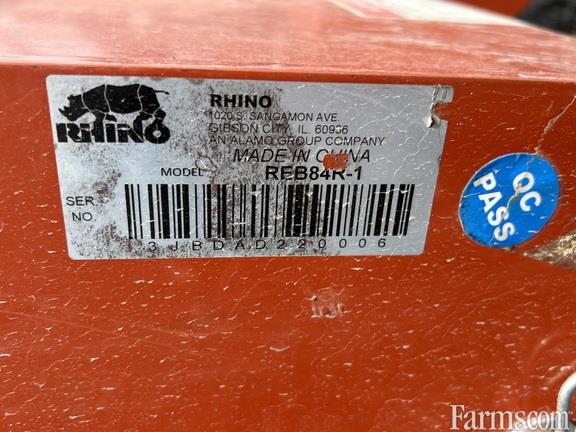 RHINO
RHINO
1020 S. SANGAMON AVE.
GIBSON CITY, IL. 60936
AN ALAMO GROUP COMPANY
MADE IN CHINA
MODEL REB84R-1
SER
NO.
3JBDAD220006
QC
PASS
Farms.com